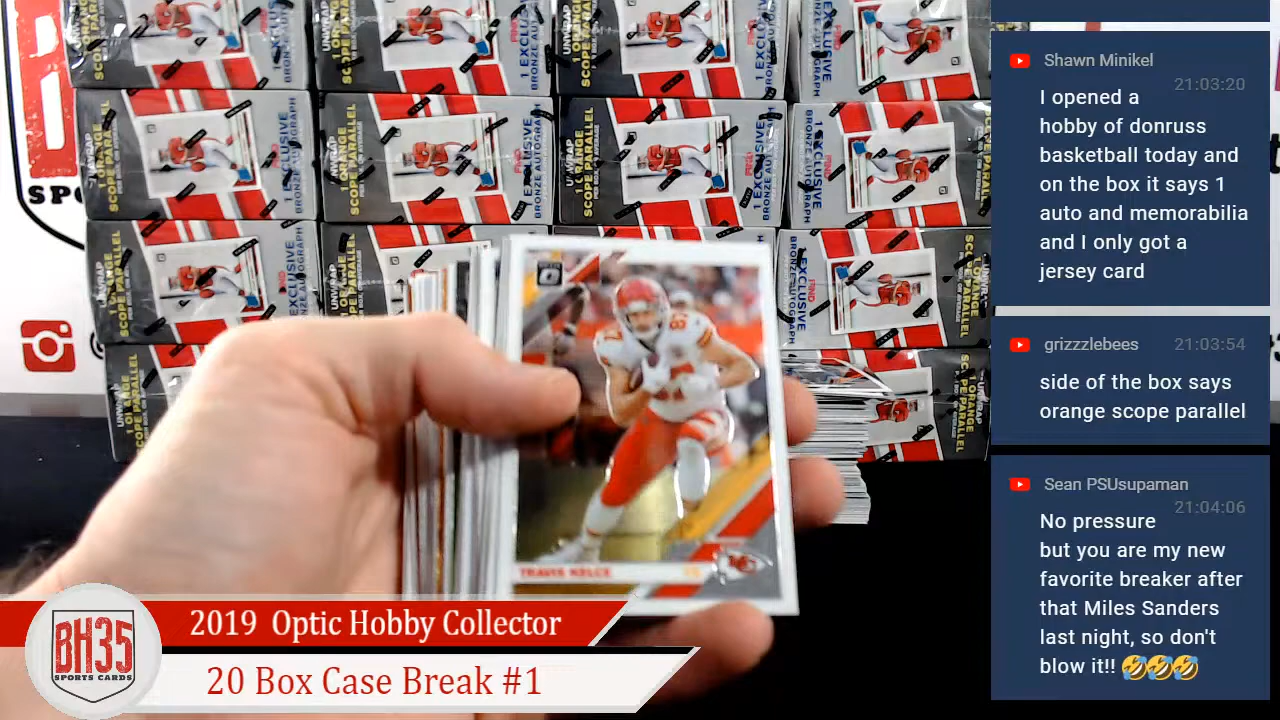 Shawn Minikel
21:03:20
I opened a
hobby of donruss
basketball today and
on the box it says 1
auto and memorabilia
and I only got a
jersey card
grizzzlebees 21:03:54
side of the box says
orange scope parallel
Sean PSUsupaman
21:04:06
No pressure
but you are my new
favorite breaker after
that Miles Sanders
last night, so don't
blow it!! 🤣🤣🤣
UNWRAP
1 ORANGE
SCOPE PARALLEL
FIND
1 EXCLUSIVE
BRONZE AUTOGRAPH
TRAVIS KELCE
BH35
SPORTS CARDS
2019 Optic Hobby Collector
20 Box Case Break #1